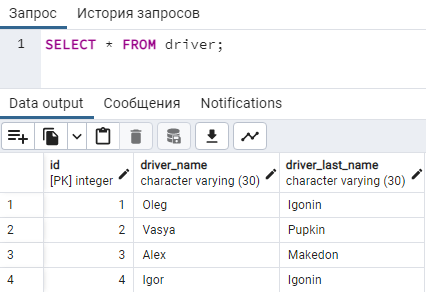 Запрос История запросов
1 SELECT * FROM driver;
Data output Сообщения Notifications
id driver_name driver_last_name
[PK] integer character varying (30) character varying (30)
1 1 Oleg Igonin
2 2 Vasya Pupkin
3 3 Alex Makedon
4 4 Igor Igonin